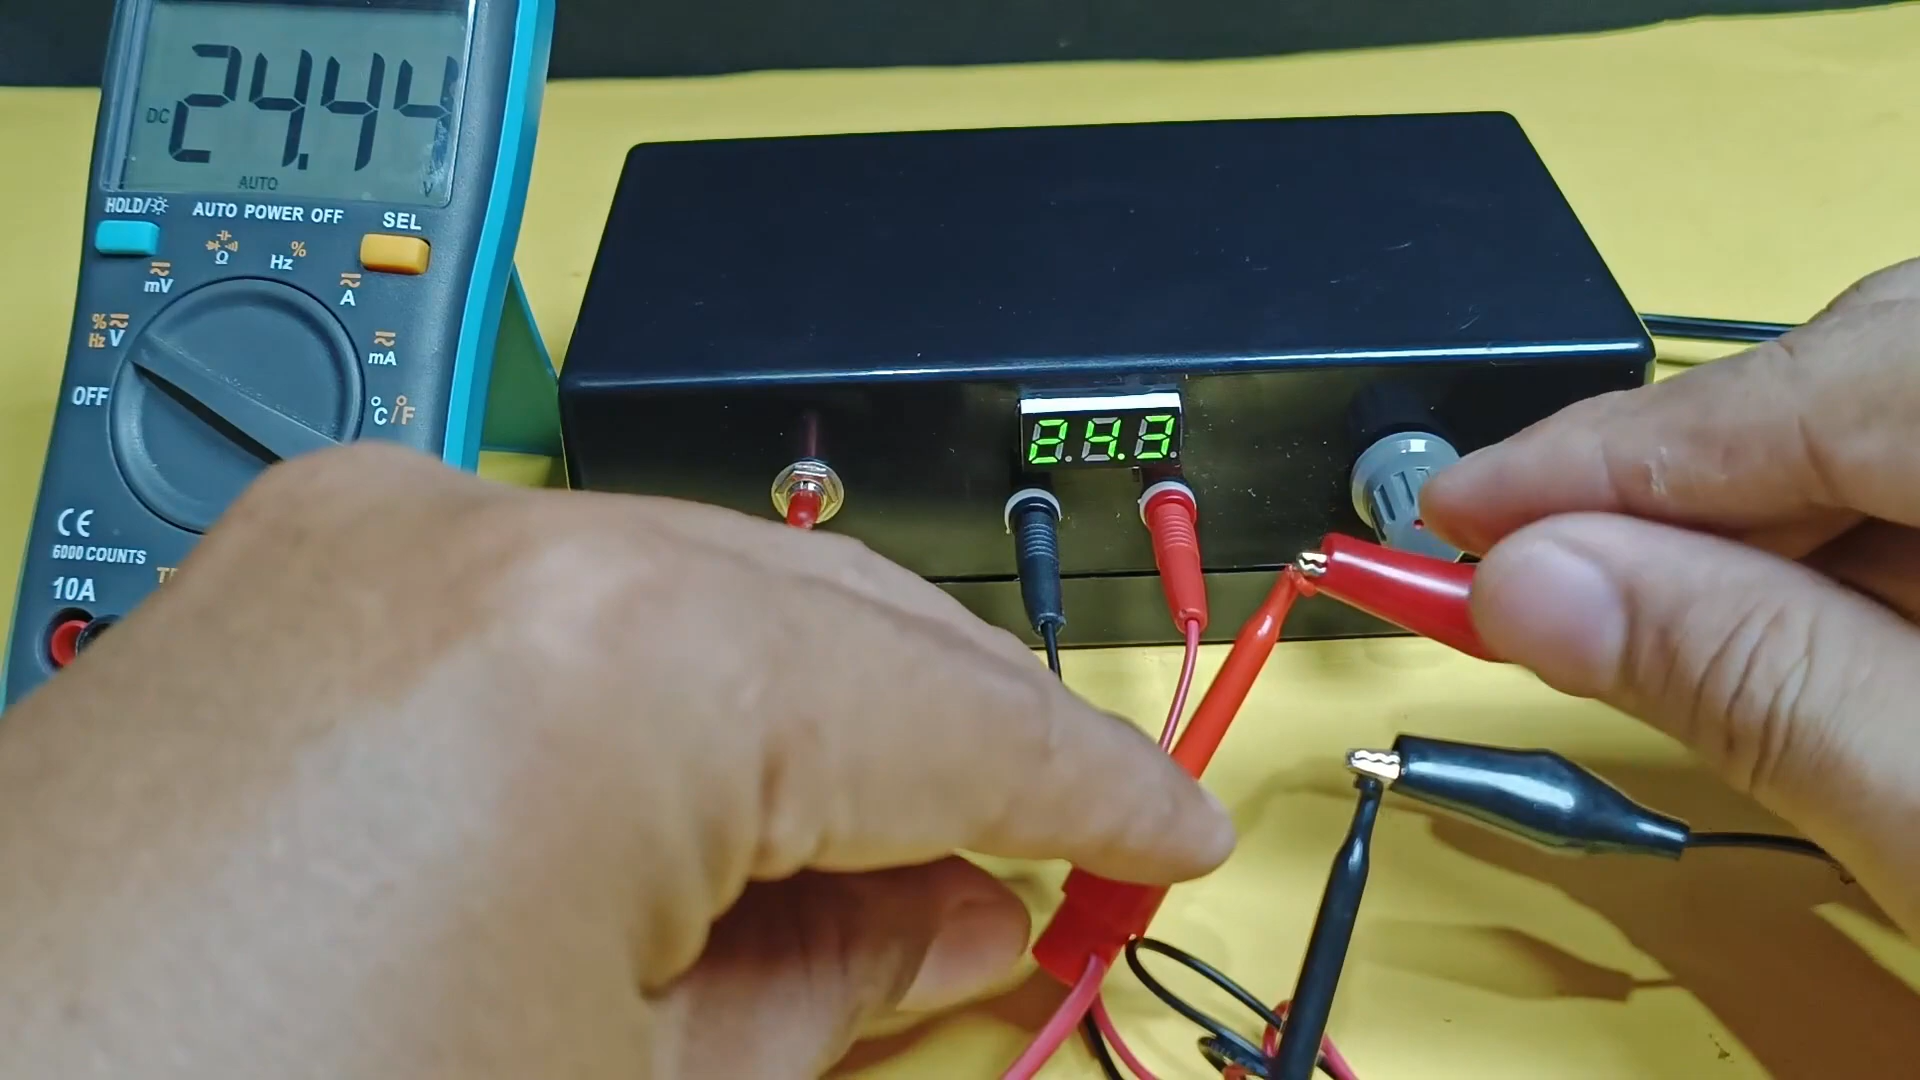 24.44
DC
AUTO
V
HOLD/
AUTO POWER OFF
SEL
Hz %
Ω
mV
A
% Hz V
mA
OFF
°C/°F
CE
6000 COUNTS
10A
24.3